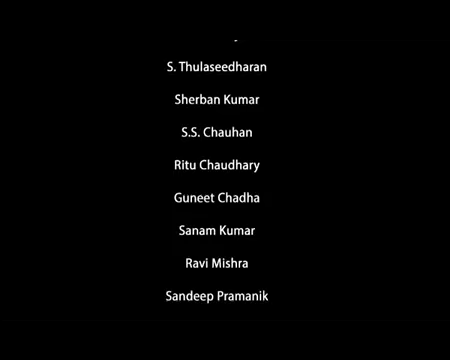 S. Thulaseedharan
Sherban Kumar
S.S. Chauhan
Ritu Chaudhary
Guneet Chadha
Sanam Kumar
Ravi Mishra
Sandeep Pramanik